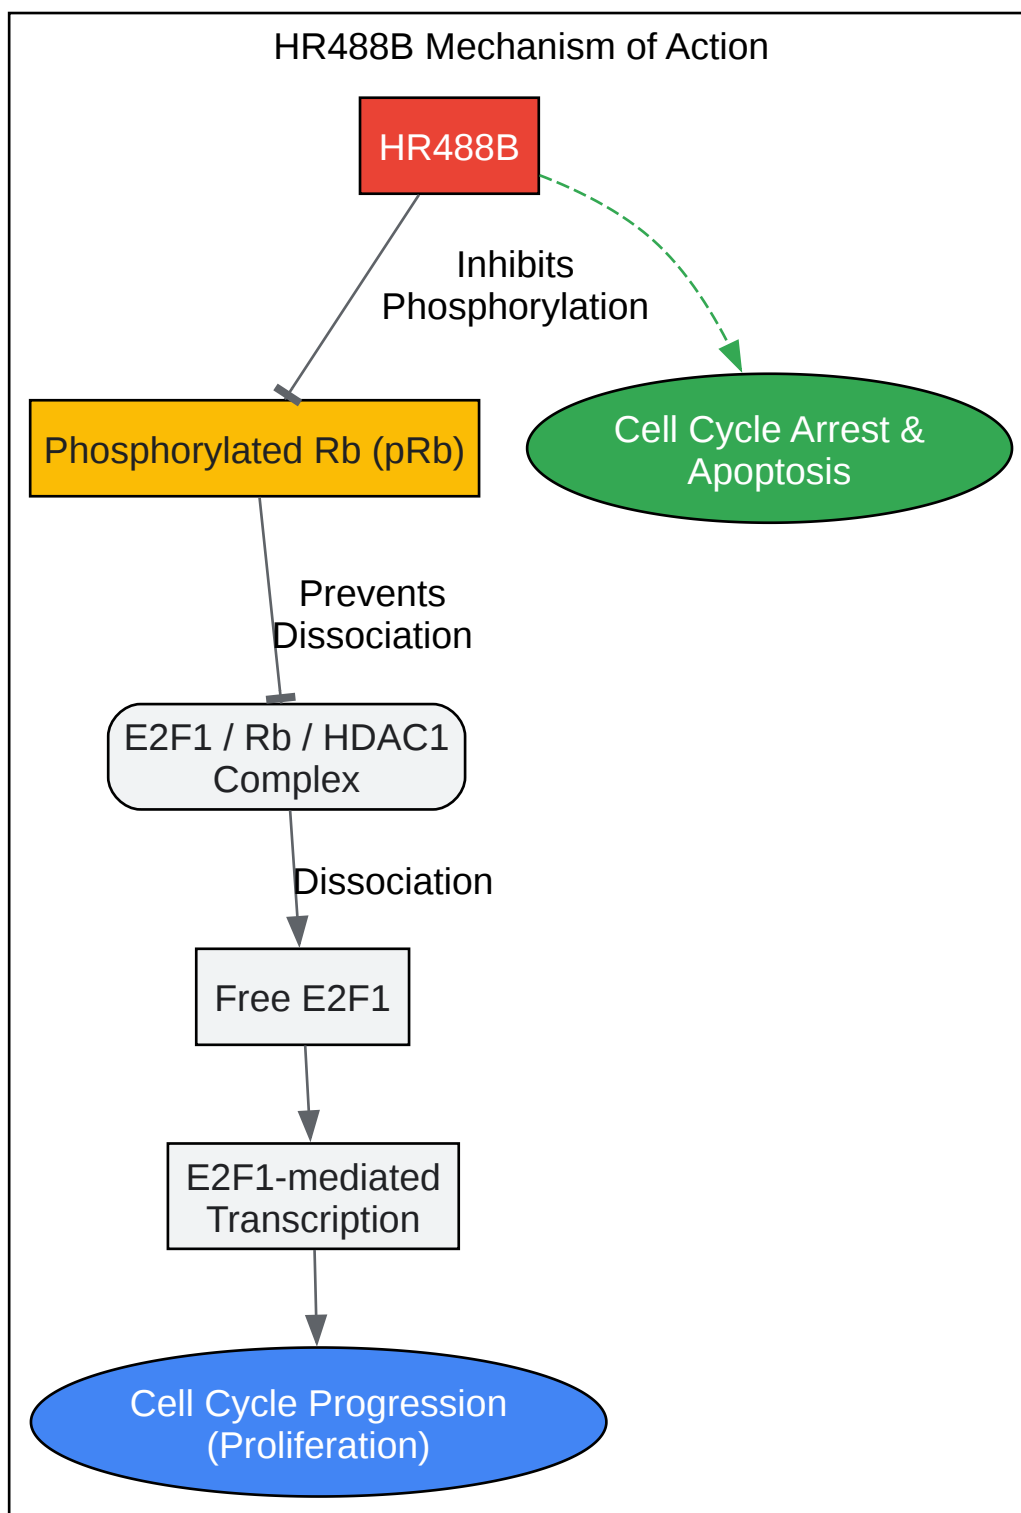 HR488B Mechanism of Action
HR488B
Inhibits
Phosphorylation
Phosphorylated Rb (pRb)
Cell Cycle Arrest &
Apoptosis
Prevents
Dissociation
E2F1 / Rb / HDAC1
Complex
Dissociation
Free E2F1
E2F1-mediated
Transcription
Cell Cycle Progression
(Proliferation)